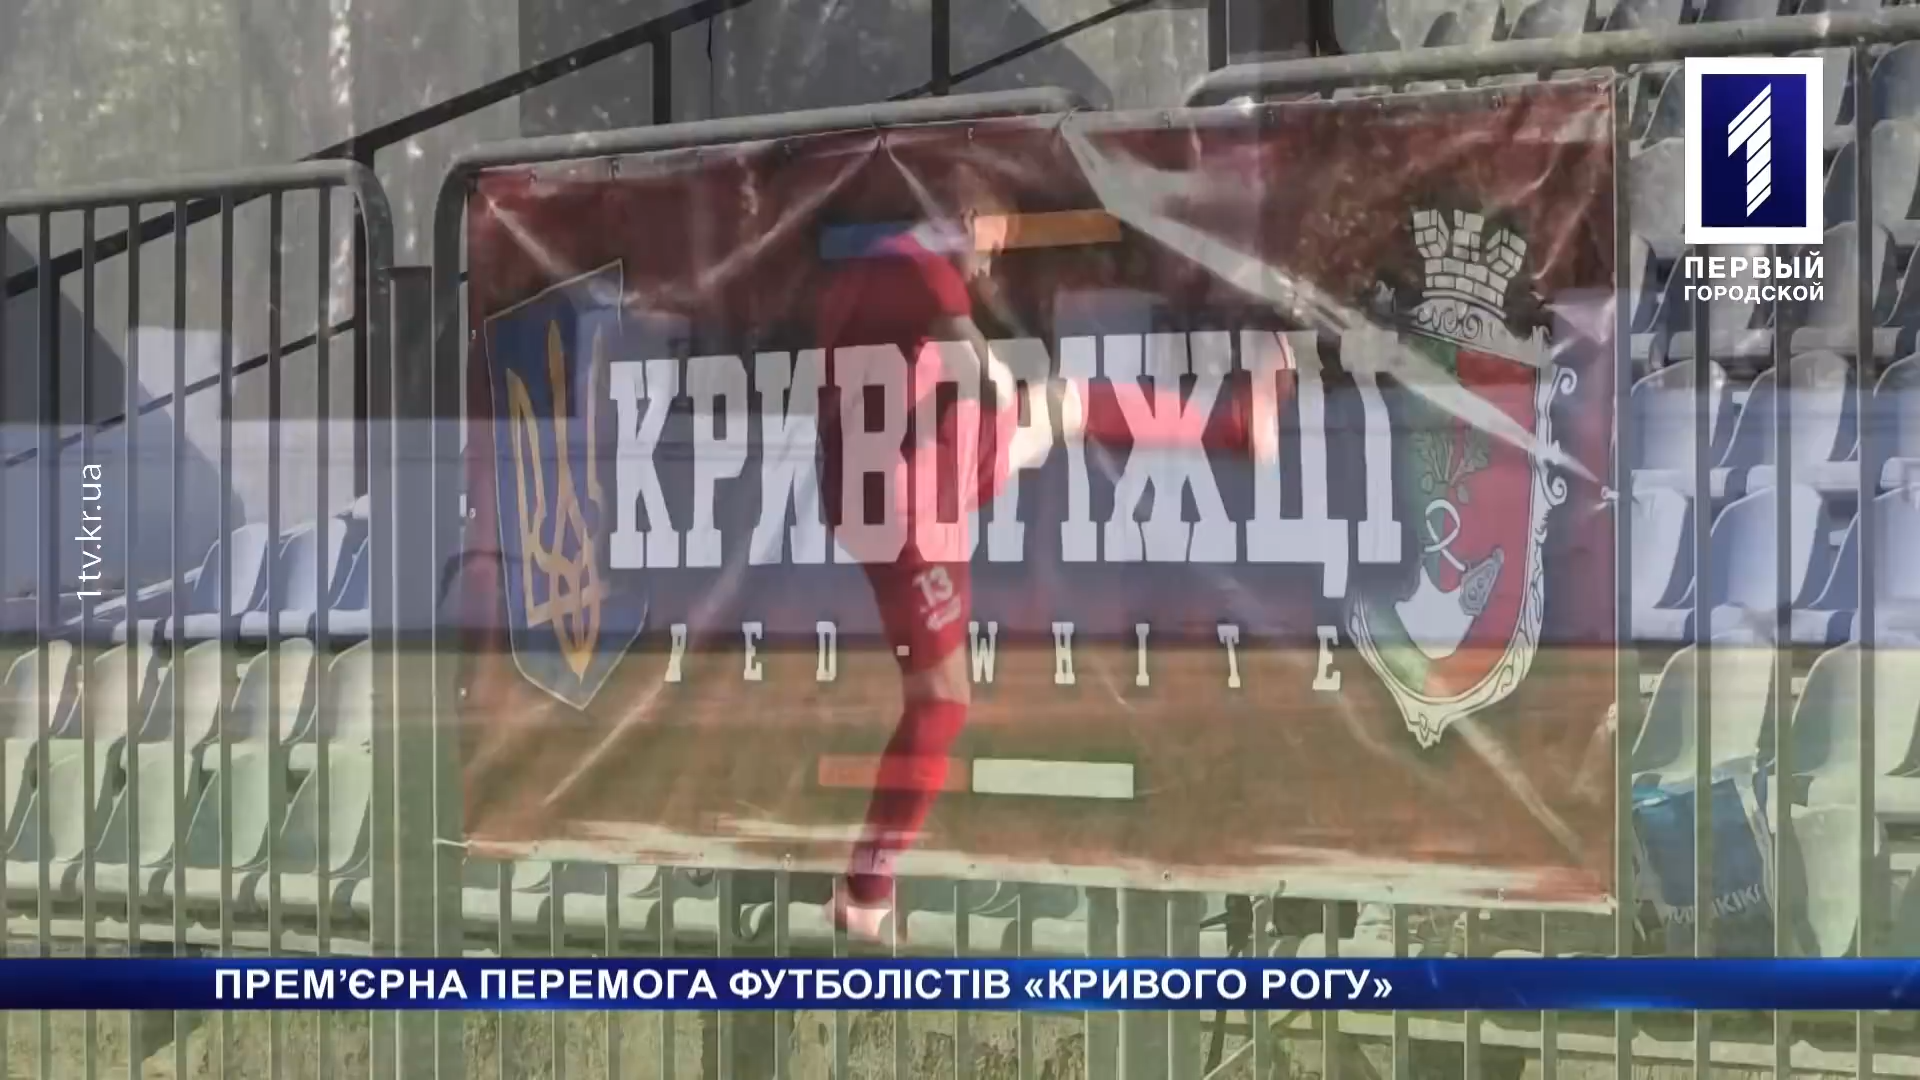 ПЕРВЫЙ
ГОРОДСКОЙ
1tv.kr.ua
КРИВОРІЖЦІ
RED-WHITE
13
ПРЕМ’ЄРНА ПЕРЕМОГА ФУТБОЛІСТІВ «КРИВОГО РОГУ»